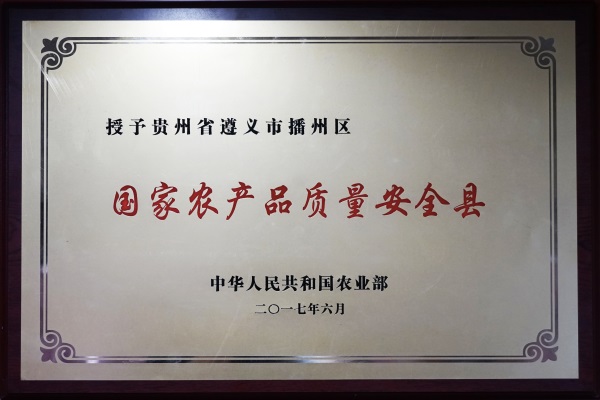 授予贵州省遵义市播州区
国家农产品质量安全县
中华人民共和国农业部
二〇一七年六月